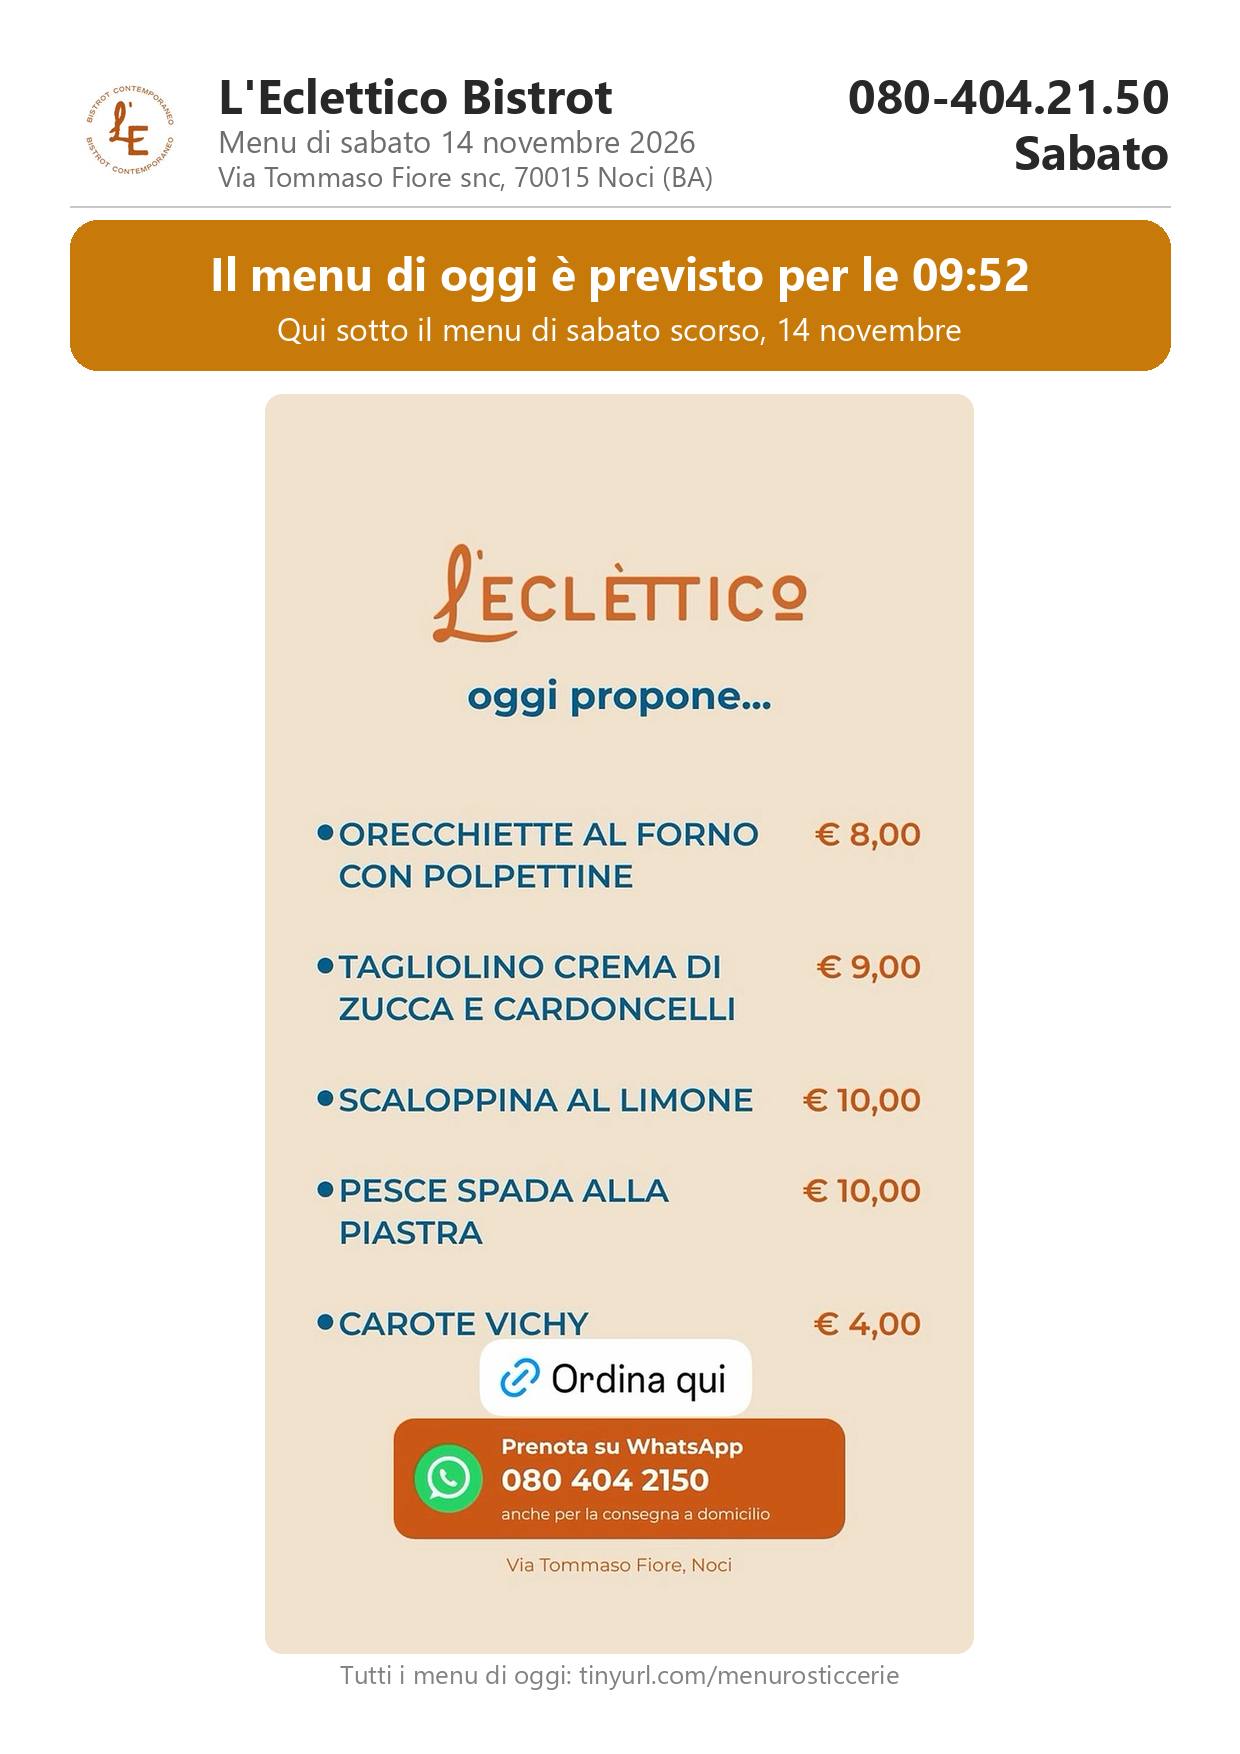 BISTROT CONTEMPORANEO
L'E
BISTROT CONTEMPORANEO
L'Eclettico Bistrot
Menu di sabato 14 novembre 2026
Via Tommaso Fiore snc, 70015 Noci (BA)
080-404.21.50
Sabato
Il menu di oggi è previsto per le 09:52
Qui sotto il menu di sabato scorso, 14 novembre
L'ECLÈTTICO
oggi propone...
•ORECCHIETTE AL FORNO € 8,00
CON POLPETTINE
•TAGLIOLINO CREMA DI € 9,00
ZUCCA E CARDONCELLI
•SCALOPPINA AL LIMONE € 10,00
•PESCE SPADA ALLA € 10,00
PIASTRA
•CAROTE VICHY € 4,00
Ordina qui
Prenota su WhatsApp
080 404 2150
anche per la consegna a domicilio
Via Tommaso Fiore, Noci
Tutti i menu di oggi: tinyurl.com/menurosticcerie